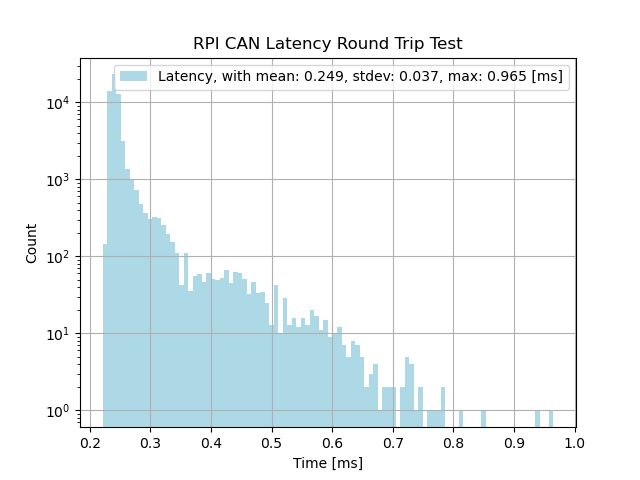 RPI CAN Latency Round Trip Test
Latency, with mean: 0.249, stdev: 0.037, max: 0.965 [ms]
10⁴
10³
10²
10¹
10⁰
Count
0.2 0.3 0.4 0.5 0.6 0.7 0.8 0.9 1.0
Time [ms]